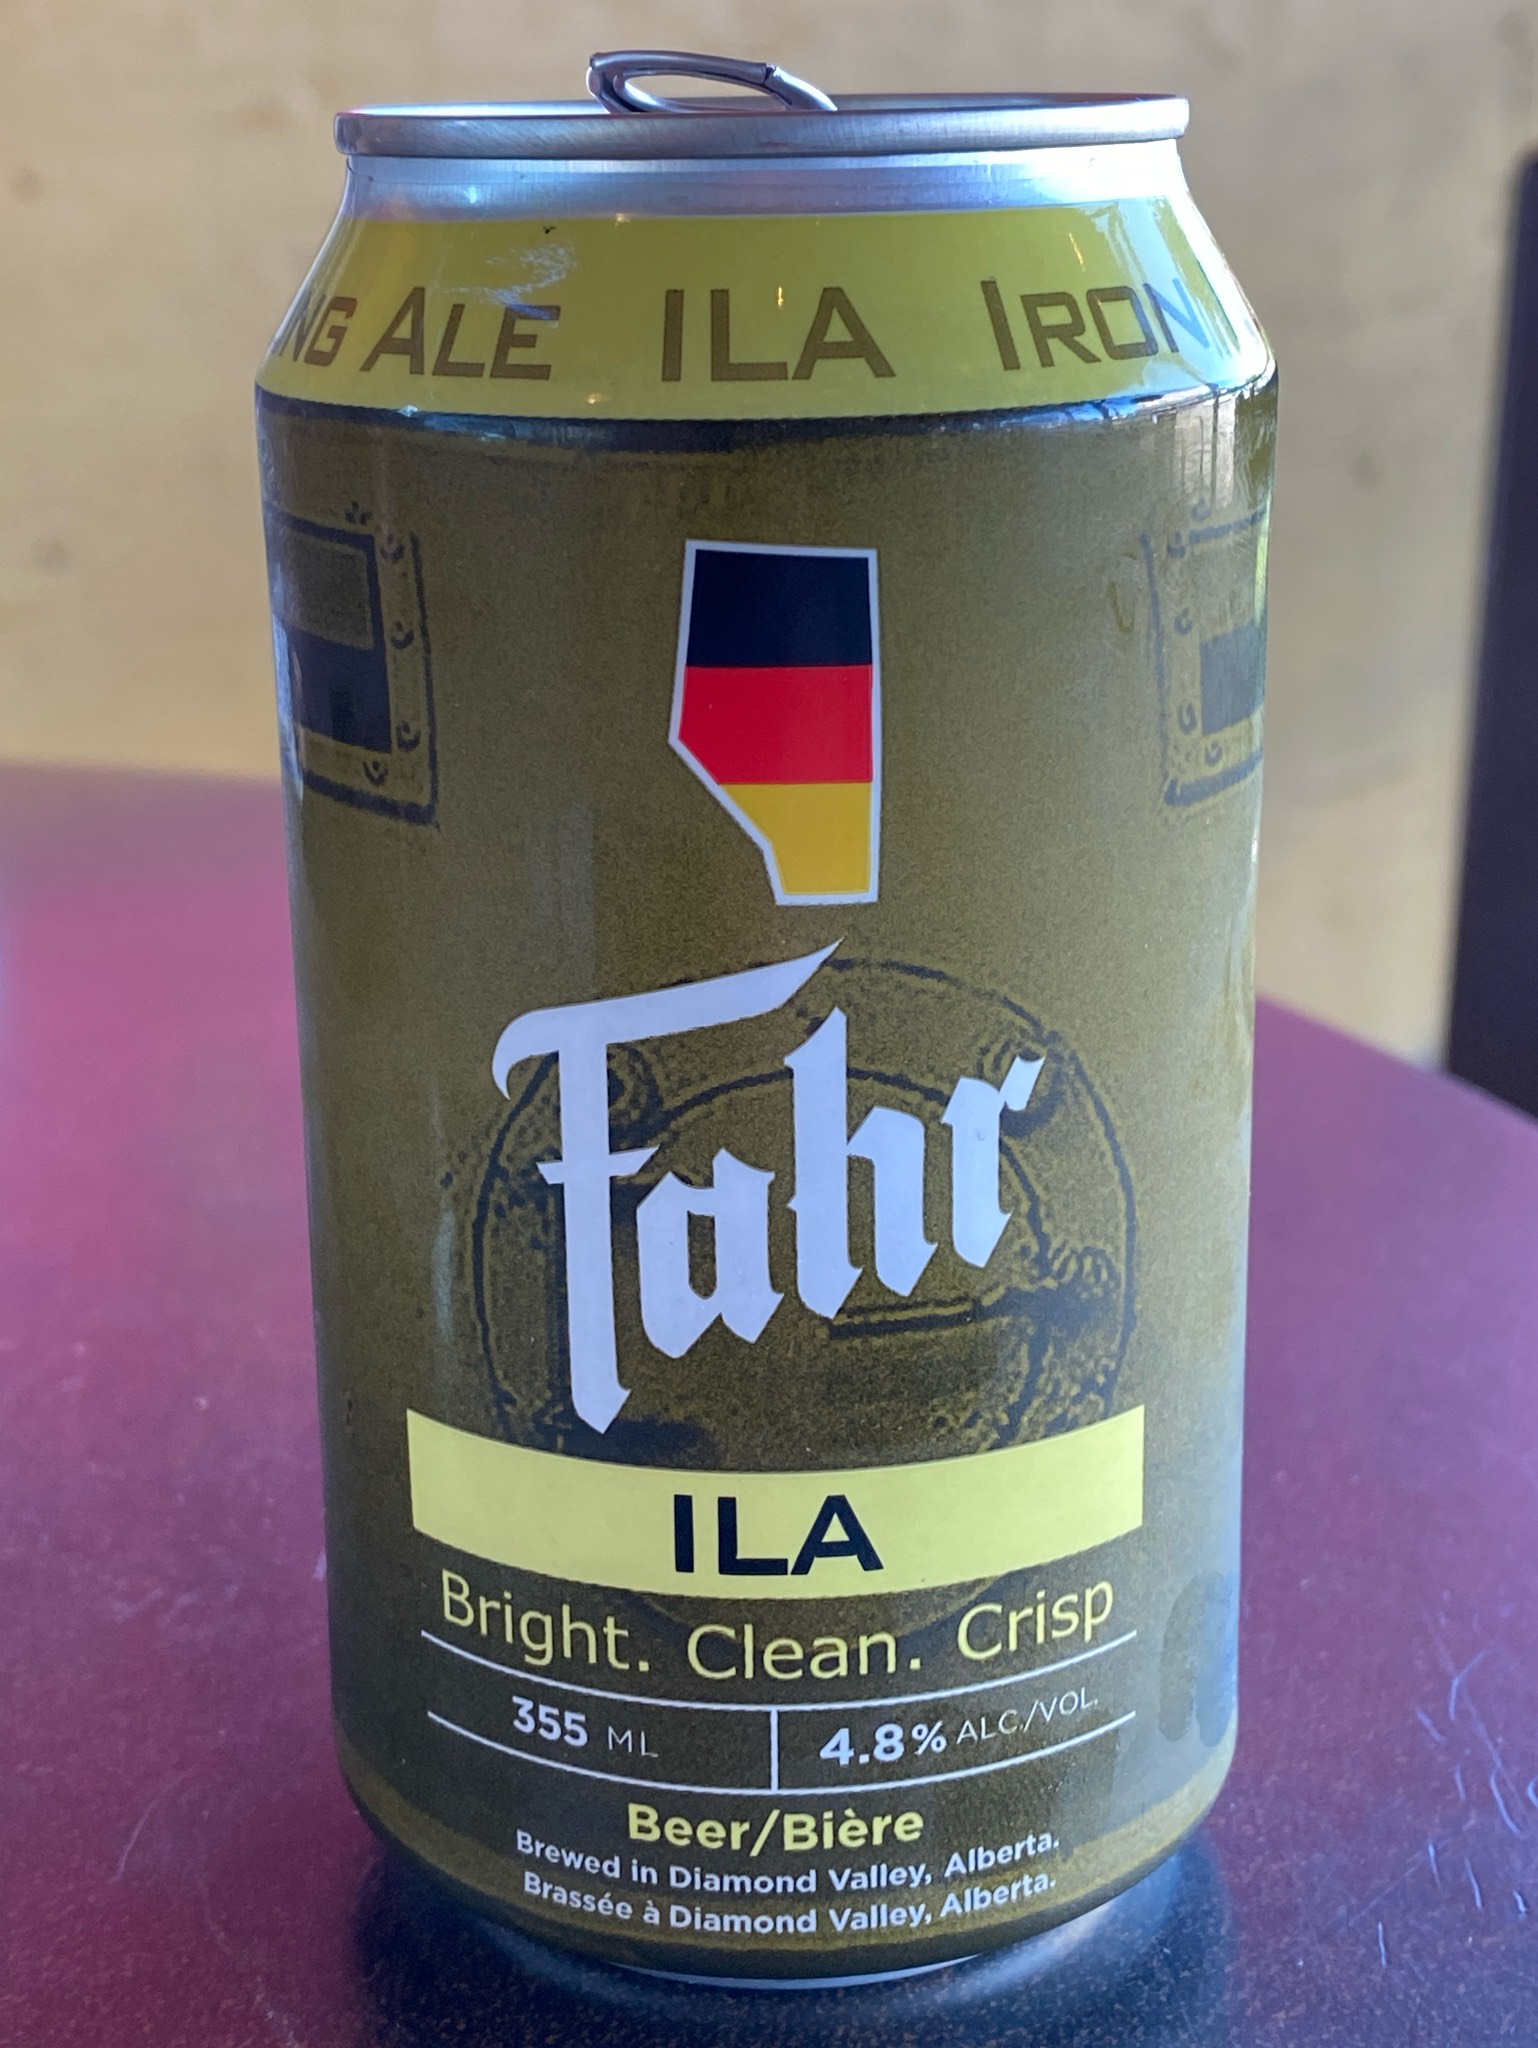 ALE ILA IRON
Fahr
ILA
Bright. Clean. Crisp
355 ML 4.8% ALC./VOL.
Beer/Bière
Brewed in Diamond Valley, Alberta.
Brassée à Diamond Valley, Alberta.